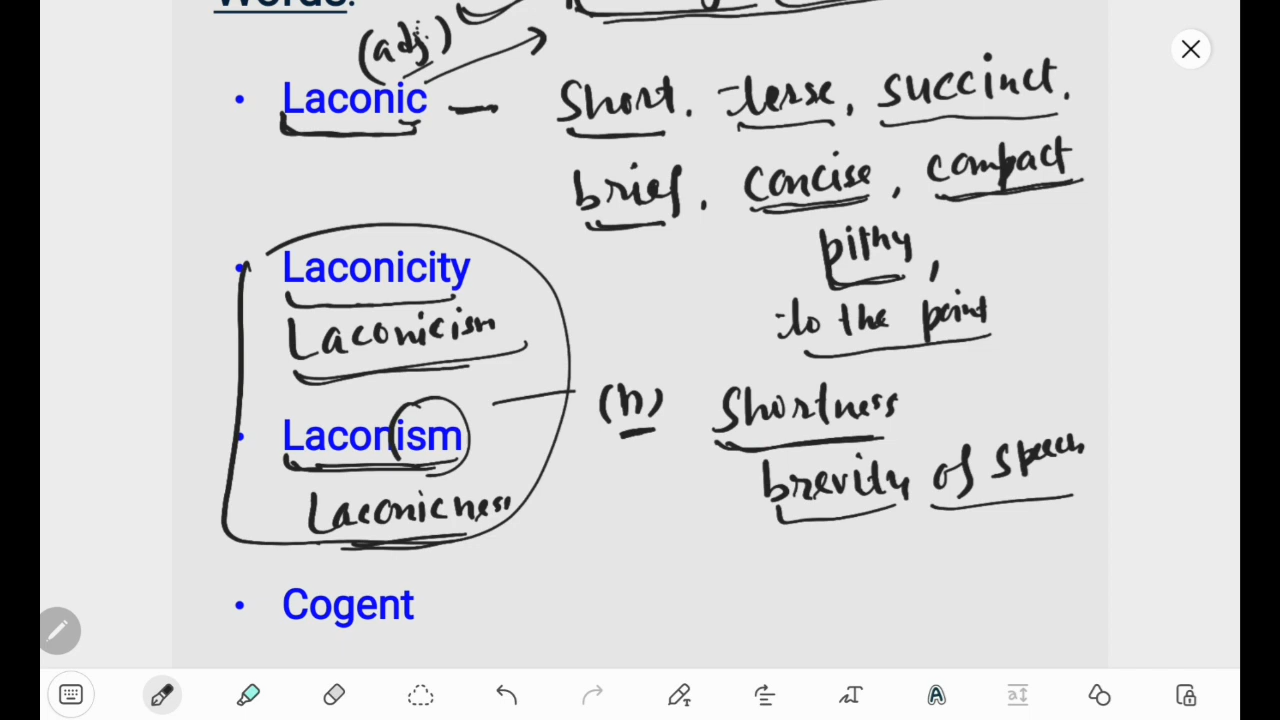 Words:
(adj.)
• Laconic — Short. terse, succinct.
brief, concise, compact
pithy,
• Laconicity
to the point
Laconicism
(n) Shortness
• Laconism
brevity of speech
Laconicness
• Cogent